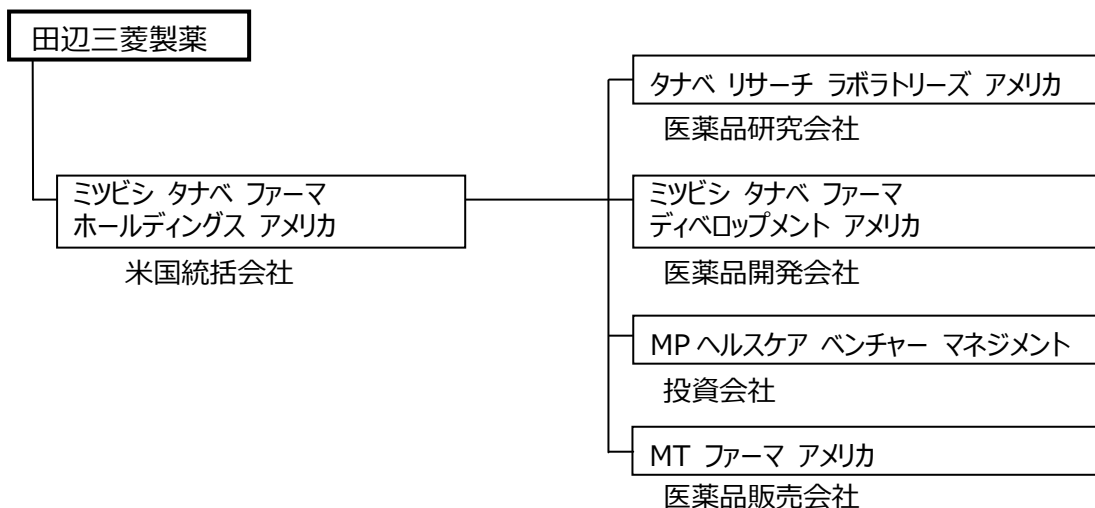 田辺三菱製薬
ミツビシ タナベ ファーマ
ホールディングス アメリカ
米国統括会社
タナベ リサーチ ラボラトリーズ アメリカ
医薬品研究会社
ミツビシ タナベ ファーマ
ディベロップメント アメリカ
医薬品開発会社
MP ヘルスケア ベンチャー マネジメント
投資会社
MT ファーマ アメリカ
医薬品販売会社